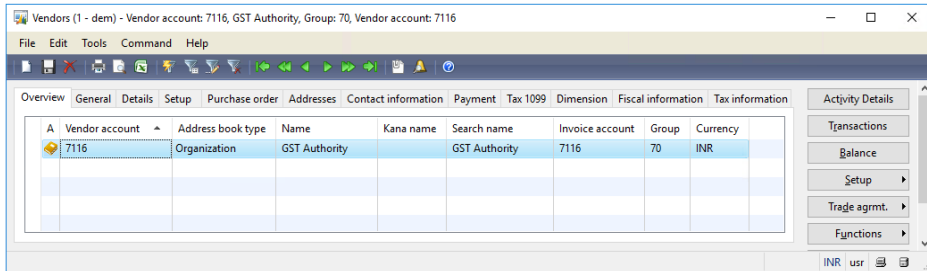 Vendors (1 - dem) - Vendor account: 7116, GST Authority, Group: 70, Vendor account: 7116
File Edit Tools Command Help
Overview General Details Setup Purchase order Addresses Contact information Payment Tax 1099 Dimension Fiscal information Tax information
Activity Details
A Vendor account Address book type Name Kana name Search name Invoice account Group Currency
Transactions
7116 Organization GST Authority GST Authority 7116 70 INR
Balance
Setup
Trade agrmt.
Functions
INR usr